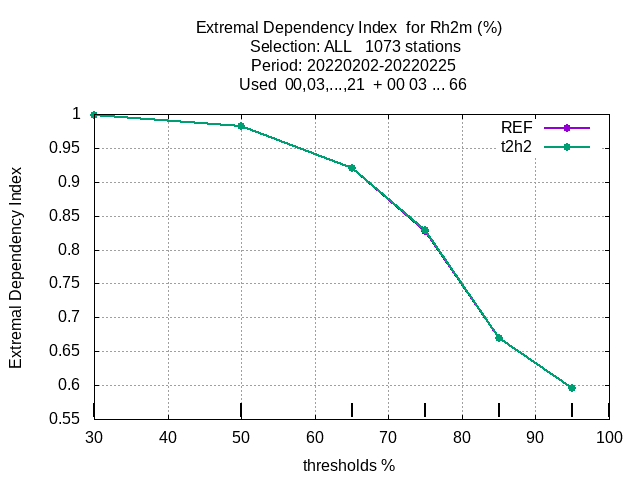 Extremal Dependency Index  for Rh2m (%)
Selection: ALL   1073 stations
Period: 20220202-20220225
Used  00,03,...,21  + 00 03 ... 66
REF
t2h2
1
0.95
0.9
0.85
0.8
0.75
0.7
0.65
0.6
0.55
Extremal Dependency Index
30 40 50 60 70 80 90 100
thresholds %